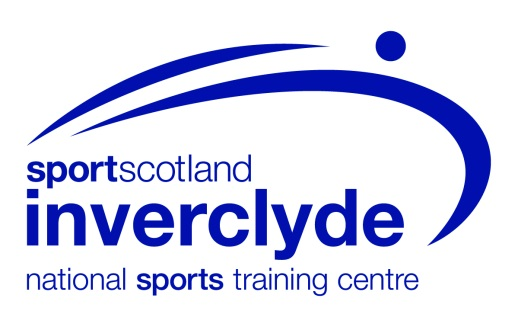 sportscotland
inverclyde
national sports training centre